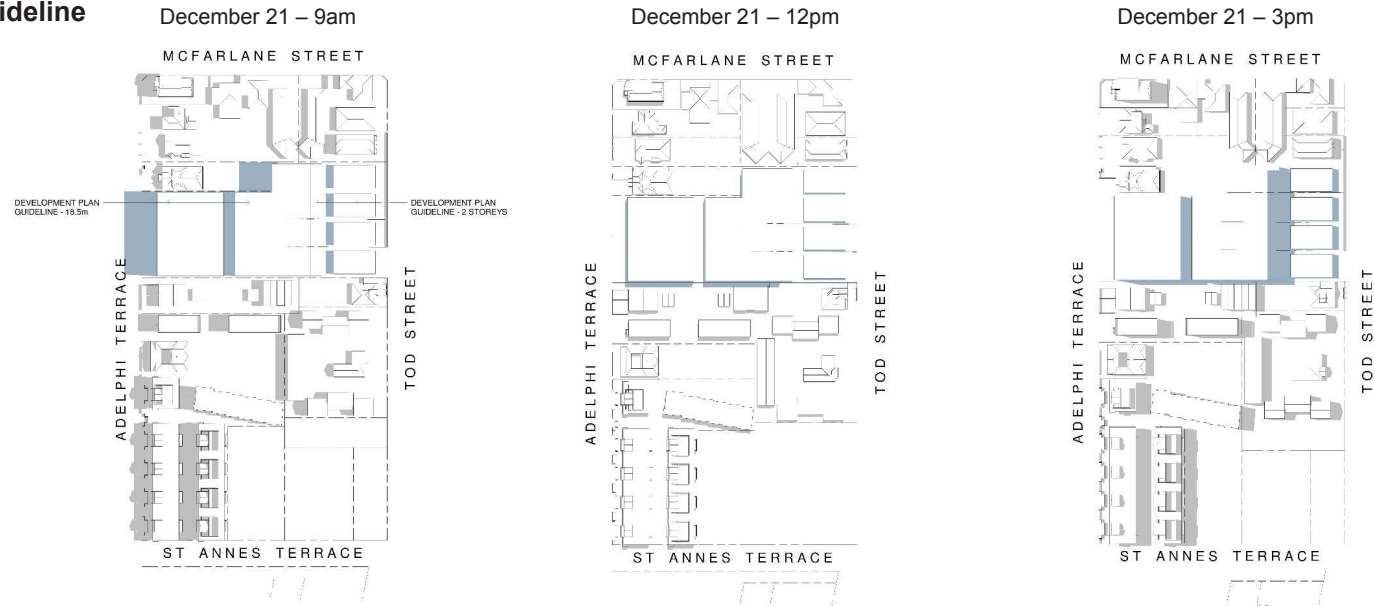 ideline
December 21 – 9am
MCFARLANE STREET
DEVELOPMENT PLAN
GUIDELINE - 18.5m
DEVELOPMENT PLAN
GUIDELINE - 2 STOREYS
ADELPHI TERRACE
TOD STREET
ST ANNES TERRACE
December 21 – 12pm
MCFARLANE STREET
ADELPHI TERRACE
TOD STREET
ST ANNES TERRACE
December 21 – 3pm
MCFARLANE STREET
ADELPHI TERRACE
TOD STREET
ST ANNES TERRACE